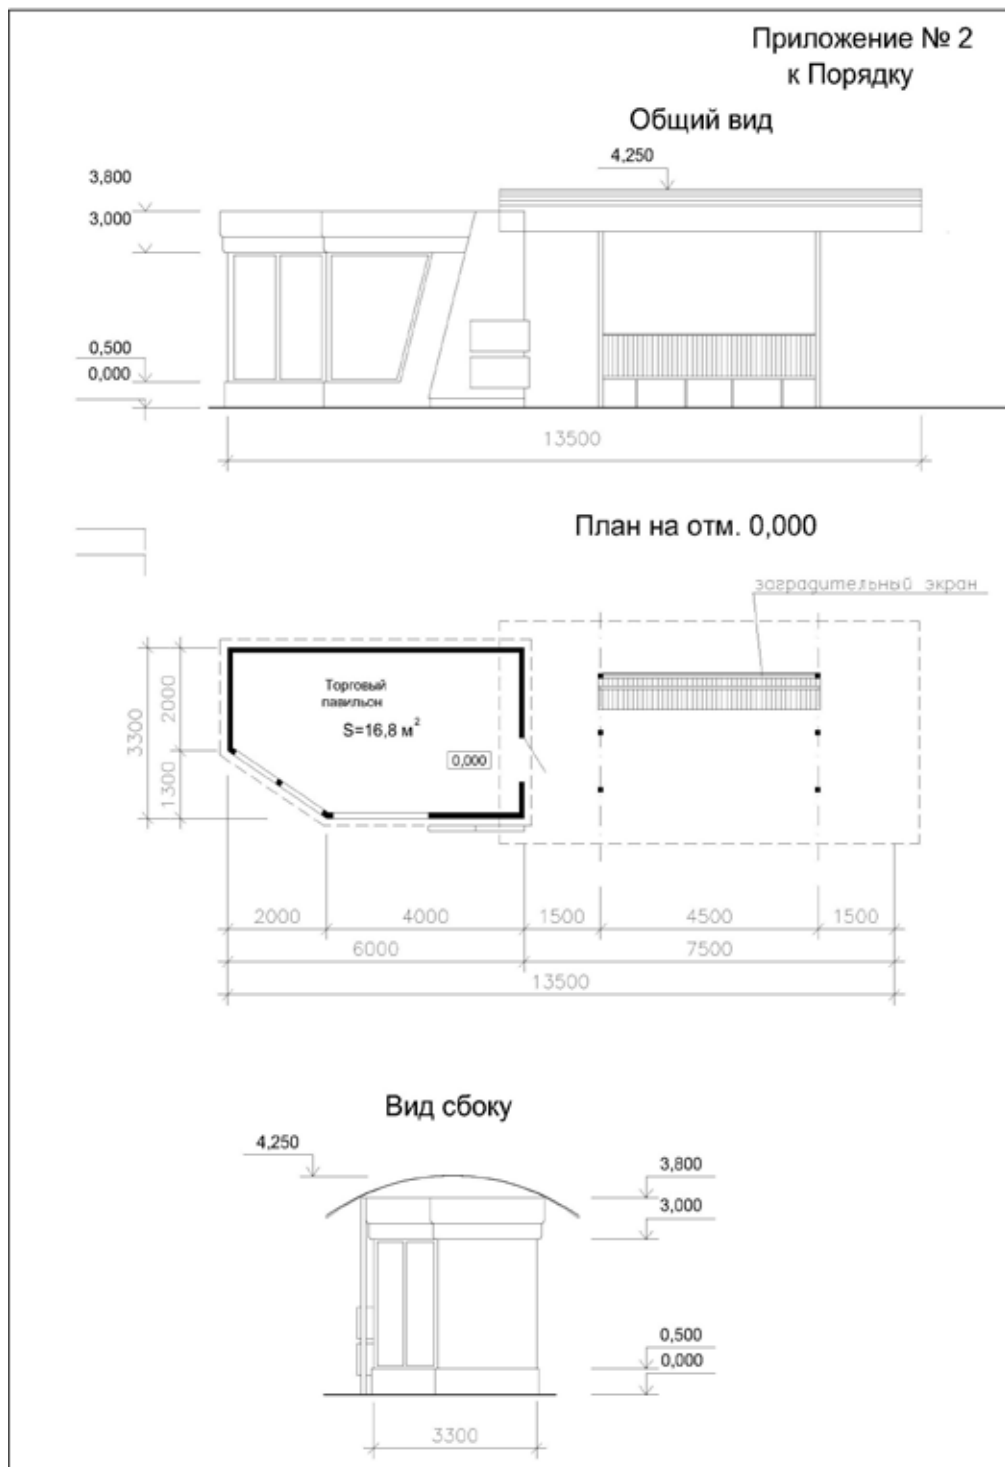 Приложение № 2
к Порядку
Общий вид
4,250
3,800
3,000
0,500
0,000
13500
План на отм. 0,000
заградительный экран
Торговый
павильон
S=16,8 м²
0,000
3300
2000
1300
2000 4000 1500 4500 1500
6000 7500
13500
Вид сбоку
4,250
3,800
3,000
0,500
0,000
3300